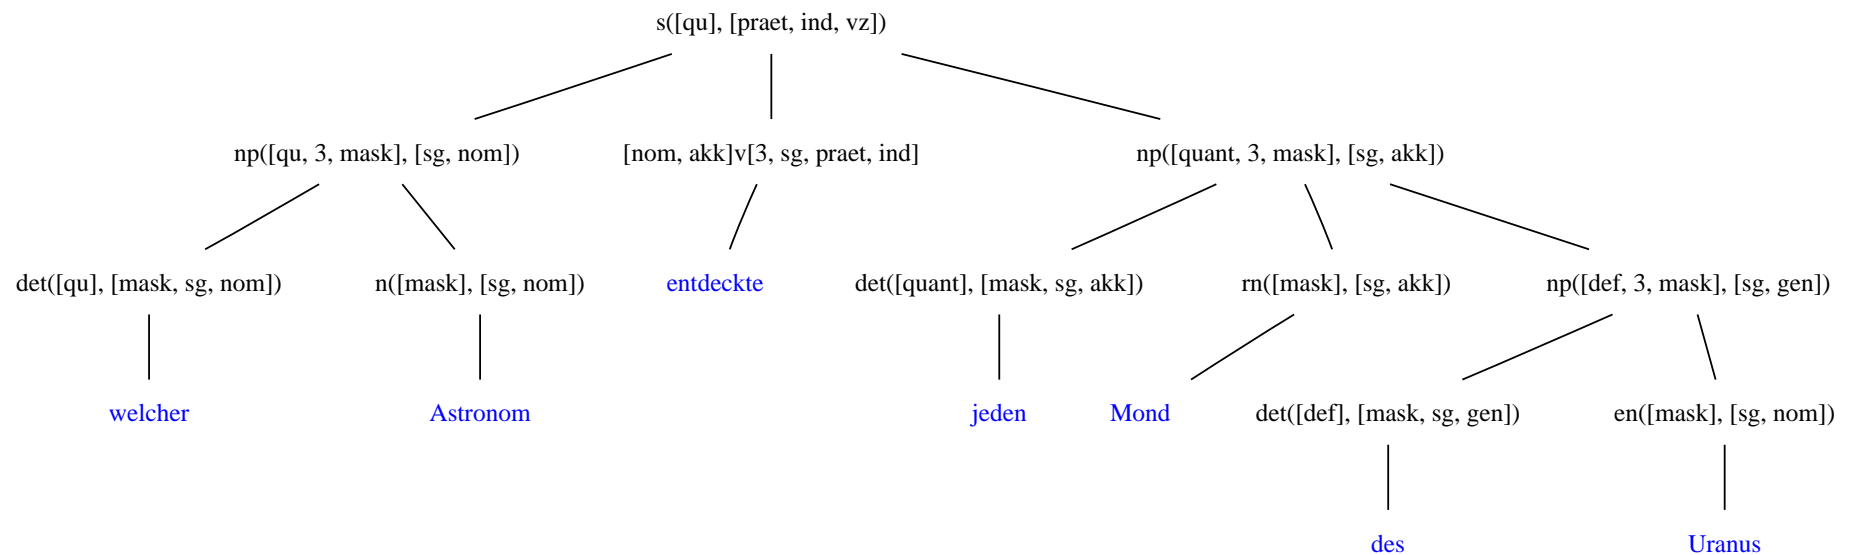 s([qu], [praet, ind, vz])
np([qu, 3, mask], [sg, nom]) [nom, akk]v[3, sg, praet, ind] np([quant, 3, mask], [sg, akk])
det([qu], [mask, sg, nom]) n([mask], [sg, nom]) entdeckte det([quant], [mask, sg, akk]) rn([mask], [sg, akk]) np([def, 3, mask], [sg, gen])
welcher Astronom jeden Mond det([def], [mask, sg, gen]) en([mask], [sg, nom])
des Uranus